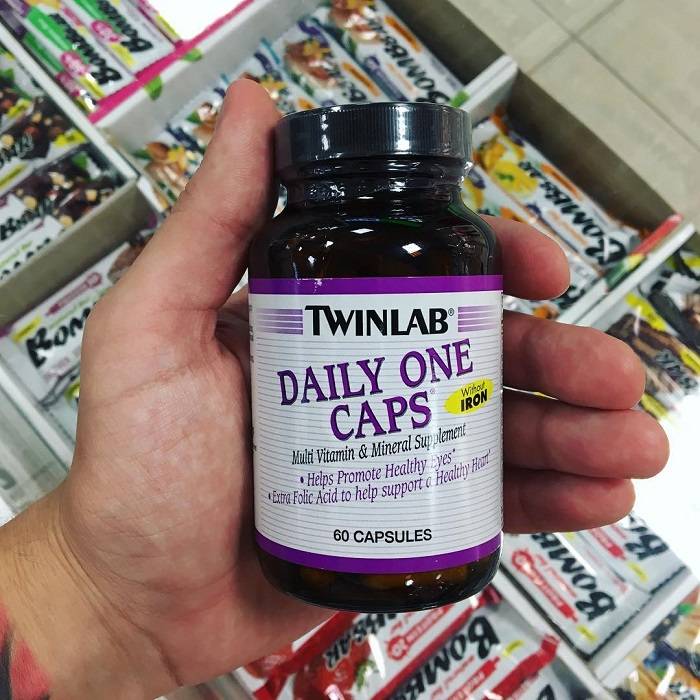 TWINLAB®
DAILY ONE
CAPS®
Without
IRON
Multi Vitamin & Mineral Supplement
• Helps Promote Healthy Eyes*
• Extra Folic Acid to help support a Healthy Heart*
60 CAPSULES
BOMBBAR